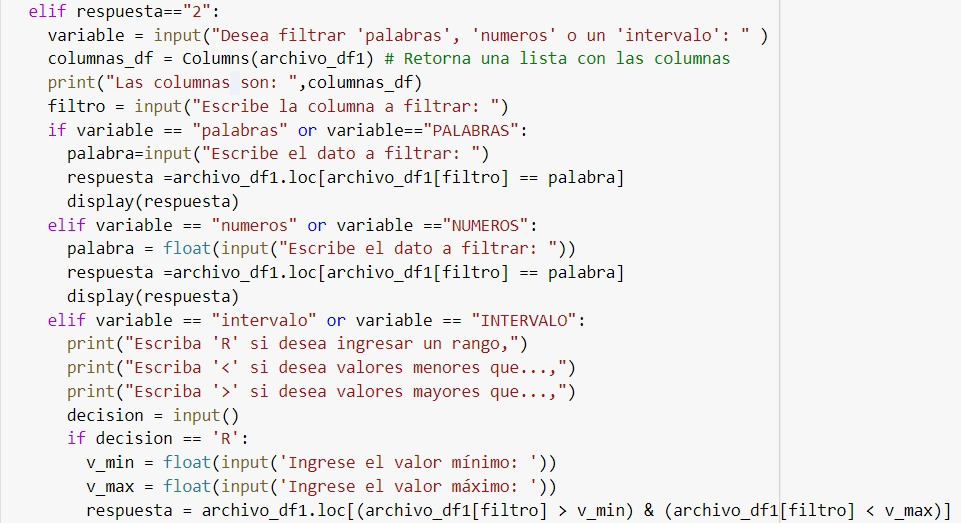 elif respuesta=="2":
variable = input("Desea filtrar 'palabras', 'numeros' o un 'intervalo': " )
columnas_df = Columns(archivo_df1) # Retorna una lista con las columnas
print("Las columnas son: ",columnas_df)
filtro = input("Escribe la columna a filtrar: ")
if variable == "palabras" or variable=="PALABRAS":
palabra=input("Escribe el dato a filtrar: ")
respuesta =archivo_df1.loc[archivo_df1[filtro] == palabra]
display(respuesta)
elif variable == "numeros" or variable =="NUMEROS":
palabra = float(input("Escribe el dato a filtrar: "))
respuesta =archivo_df1.loc[archivo_df1[filtro] == palabra]
display(respuesta)
elif variable == "intervalo" or variable == "INTERVALO":
print("Escriba 'R' si desea ingresar un rango,")
print("Escriba '<' si desea valores menores que...,")
print("Escriba '>' si desea valores mayores que...,")
decision = input()
if decision == 'R':
v_min = float(input('Ingrese el valor mínimo: '))
v_max = float(input('Ingrese el valor máximo: '))
respuesta = archivo_df1.loc[(archivo_df1[filtro] > v_min) & (archivo_df1[filtro] < v_max)]